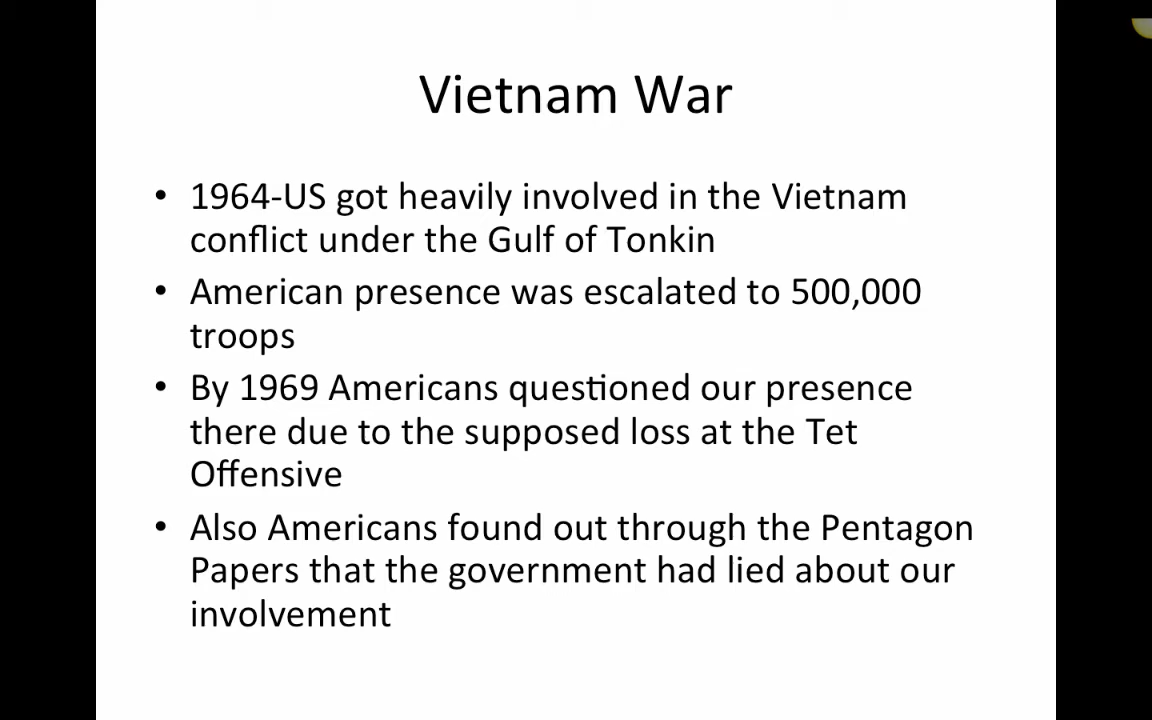 Vietnam War
• 1964-US got heavily involved in the Vietnam
conflict under the Gulf of Tonkin
• American presence was escalated to 500,000
troops
• By 1969 Americans questioned our presence
there due to the supposed loss at the Tet
Offensive
• Also Americans found out through the Pentagon
Papers that the government had lied about our
involvement